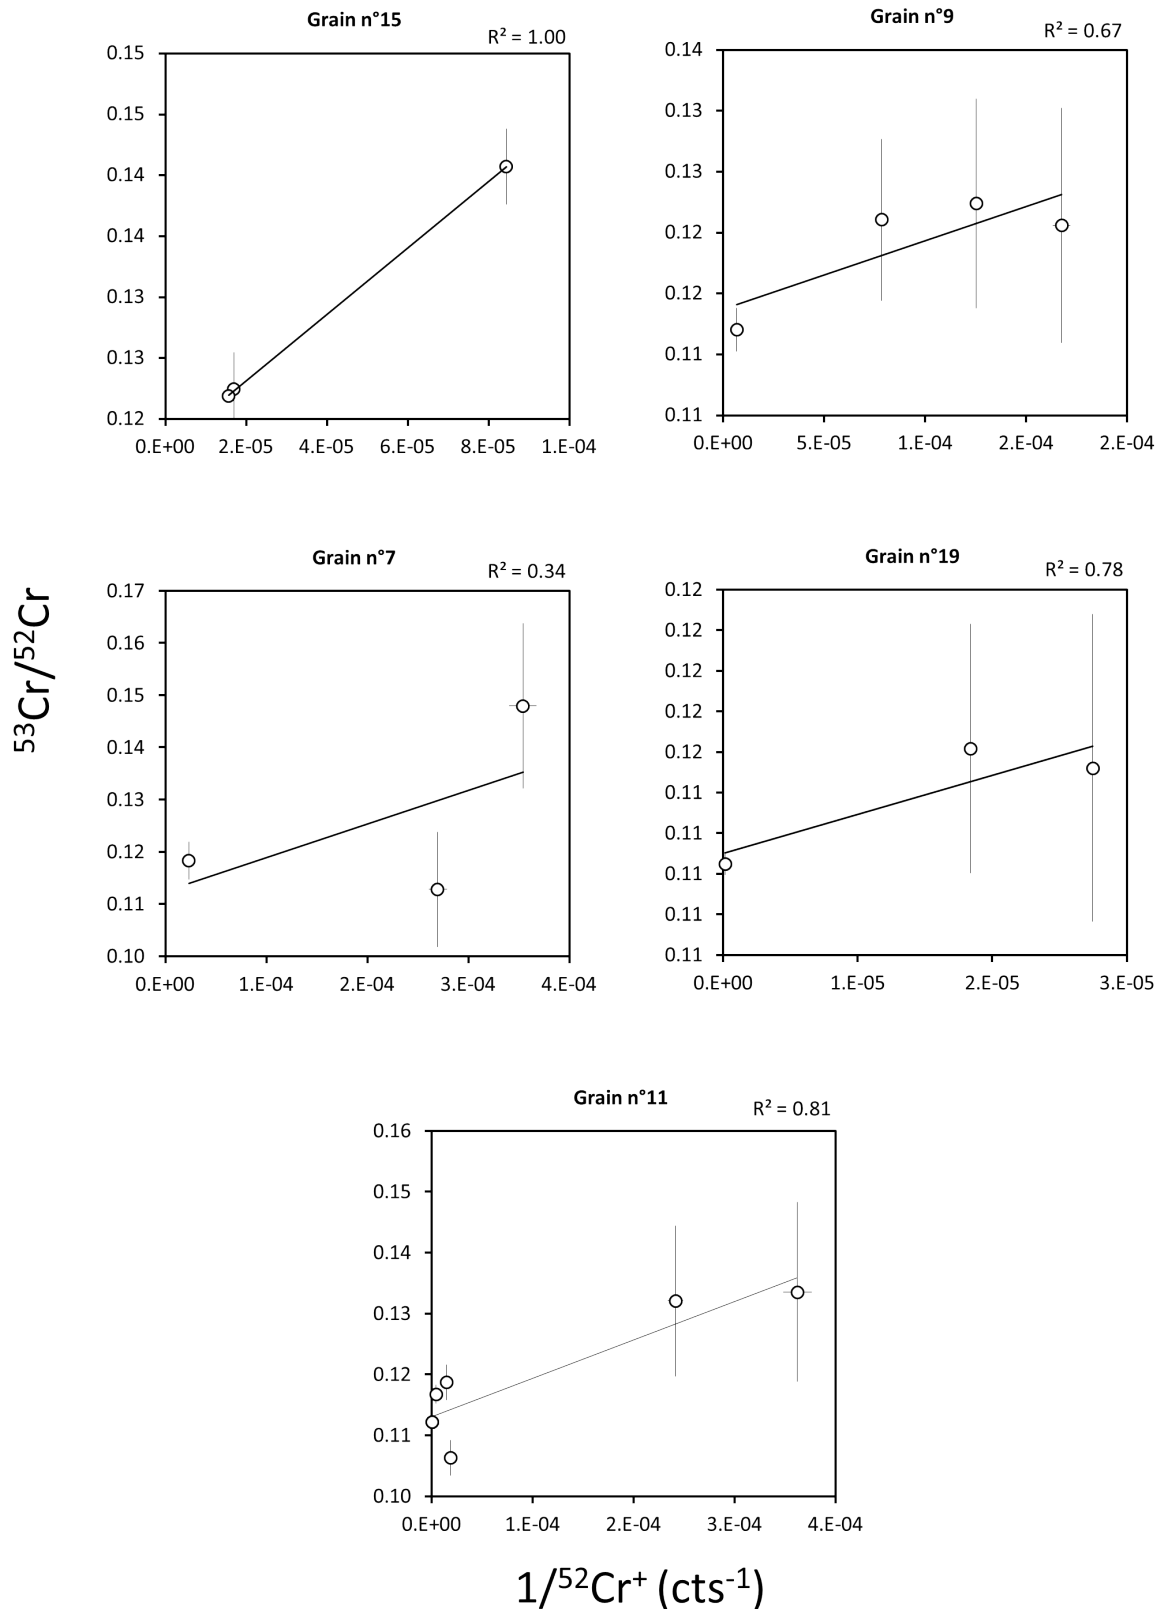 Grain n°15
R² = 1.00
0.15
0.15
0.14
0.14
0.13
0.13
0.12
0.E+00 2.E-05 4.E-05 6.E-05 8.E-05 1.E-04
Grain n°9
R² = 0.67
0.14
0.13
0.13
0.12
0.12
0.11
0.11
0.E+00 5.E-05 1.E-04 2.E-04 2.E-04
⁵³Cr/⁵²Cr
Grain n°7
R² = 0.34
0.17
0.16
0.15
0.14
0.13
0.12
0.11
0.10
0.E+00 1.E-04 2.E-04 3.E-04 4.E-04
Grain n°19
R² = 0.78
0.12
0.12
0.12
0.12
0.12
0.11
0.11
0.11
0.11
0.11
0.E+00 1.E-05 2.E-05 3.E-05
Grain n°11
R² = 0.81
0.16
0.15
0.14
0.13
0.12
0.11
0.10
0.E+00 1.E-04 2.E-04 3.E-04 4.E-04
1/⁵²Cr⁺ (cts⁻¹)